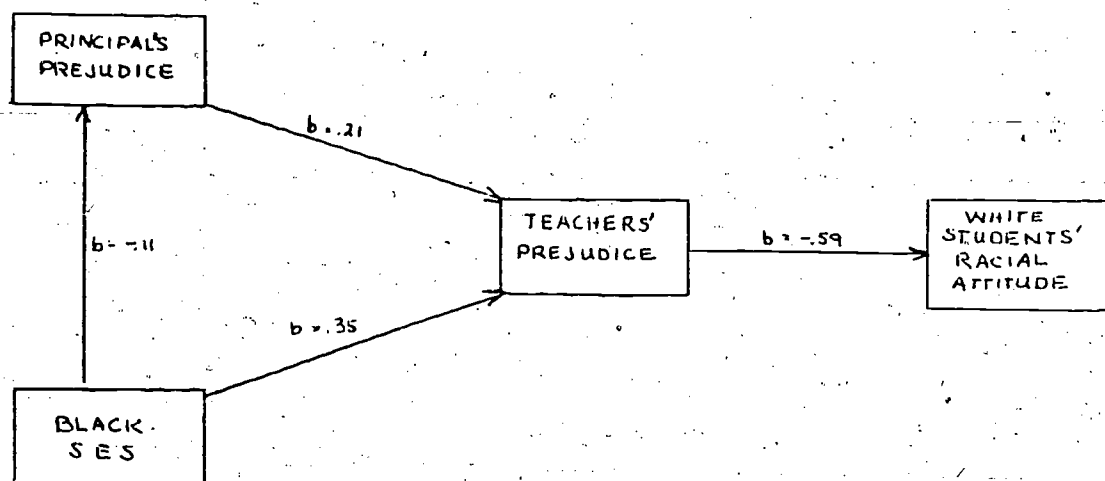 PRINCIPAL'S
PREJUDICE
b=.21
b=-.11
TEACHERS'
PREJUDICE
b=-.59
WHITE
STUDENTS'
RACIAL
ATTITUDE
b=.35
BLACK
SES